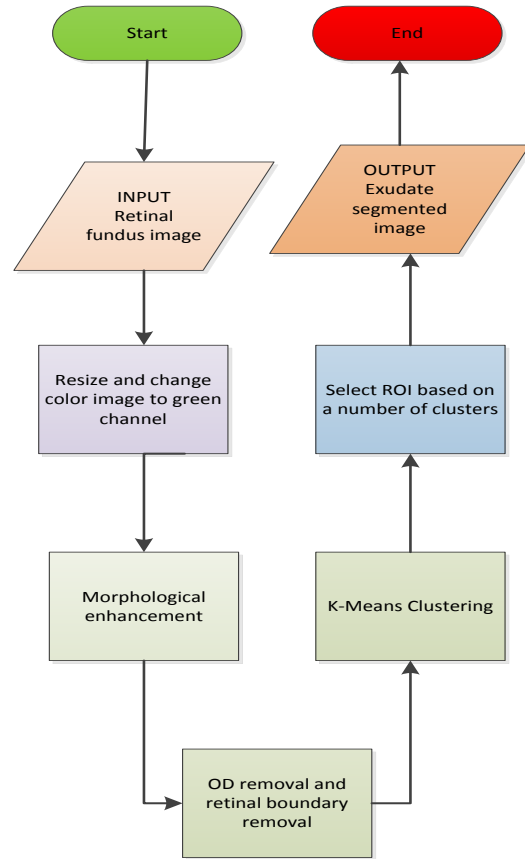 Start
INPUT
Retinal
fundus image
Resize and change
color image to green
channel
Morphological
enhancement
OD removal and
retinal boundary
removal
K-Means Clustering
Select ROI based on
a number of clusters
OUTPUT
Exudate
segmented
image
End